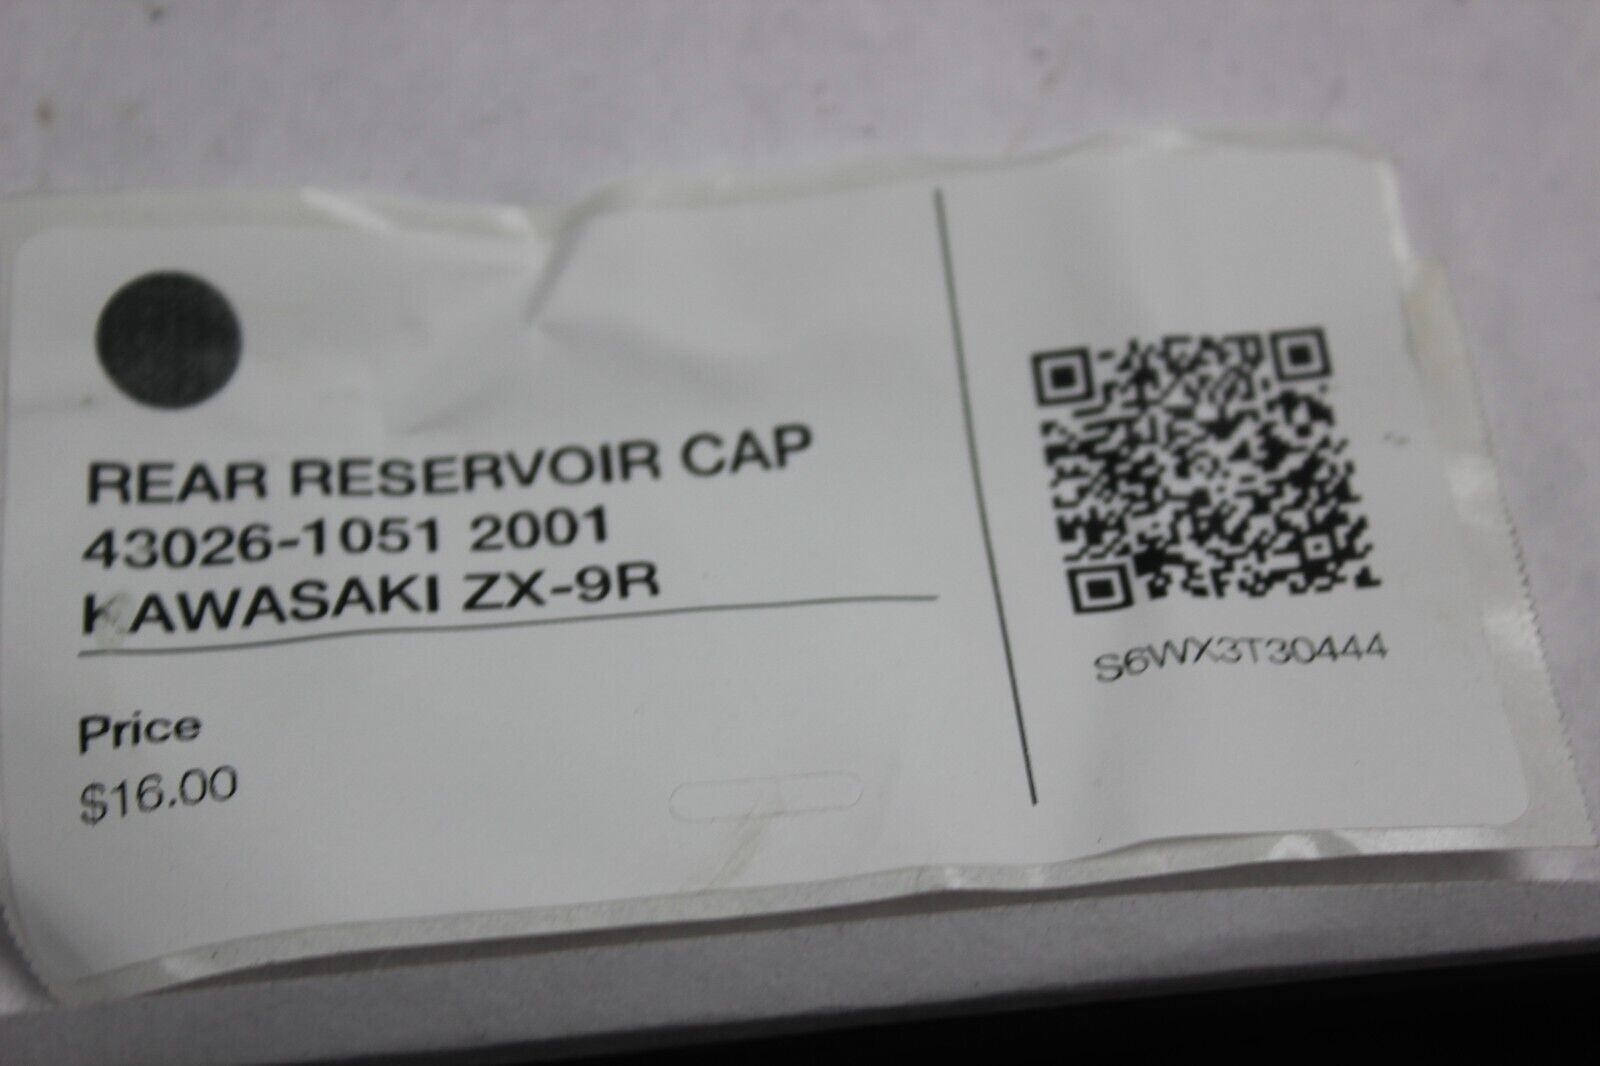 REAR RESERVOIR CAP
43026-1051 2001
KAWASAKI ZX-9R
Price
$16.00
S6WX3T30444